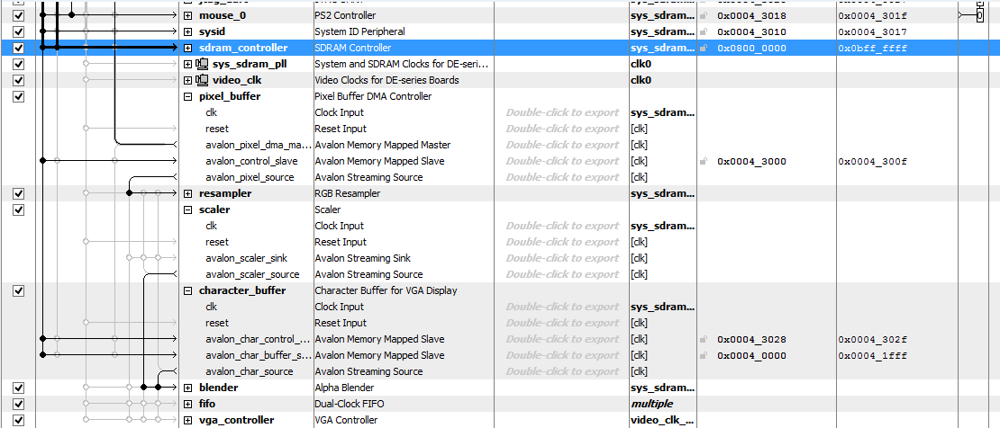 mouse_0 PS2 Controller sys_sdram... 0x0004_3018 0x0004_301f
sysid System ID Peripheral sys_sdram... 0x0004_3010 0x0004_3017
sdram_controller SDRAM Controller sys_sdram... 0x0800_0000 0x0bff_ffff
sys_sdram_pll System and SDRAM Clocks for DE-seri... clk0
video_clk Video Clocks for DE-series Boards clk0
pixel_buffer Pixel Buffer DMA Controller
clk Clock Input Double-click to export sys_sdram...
reset Reset Input Double-click to export [clk]
avalon_pixel_dma_ma... Avalon Memory Mapped Master Double-click to export [clk]
avalon_control_slave Avalon Memory Mapped Slave Double-click to export [clk] 0x0004_3000 0x0004_300f
avalon_pixel_source Avalon Streaming Source Double-click to export [clk]
resampler RGB Resampler sys_sdram...
scaler Scaler
clk Clock Input Double-click to export sys_sdram...
reset Reset Input Double-click to export [clk]
avalon_scaler_sink Avalon Streaming Sink Double-click to export [clk]
avalon_scaler_source Avalon Streaming Source Double-click to export [clk]
character_buffer Character Buffer for VGA Display
clk Clock Input Double-click to export sys_sdram...
reset Reset Input Double-click to export [clk]
avalon_char_control_... Avalon Memory Mapped Slave Double-click to export [clk] 0x0004_3028 0x0004_302f
avalon_char_buffer_s... Avalon Memory Mapped Slave Double-click to export [clk] 0x0004_0000 0x0004_1fff
avalon_char_source Avalon Streaming Source Double-click to export [clk]
blender Alpha Blender sys_sdram...
fifo Dual-Clock FIFO multiple
vga_controller VGA Controller video_clk_...